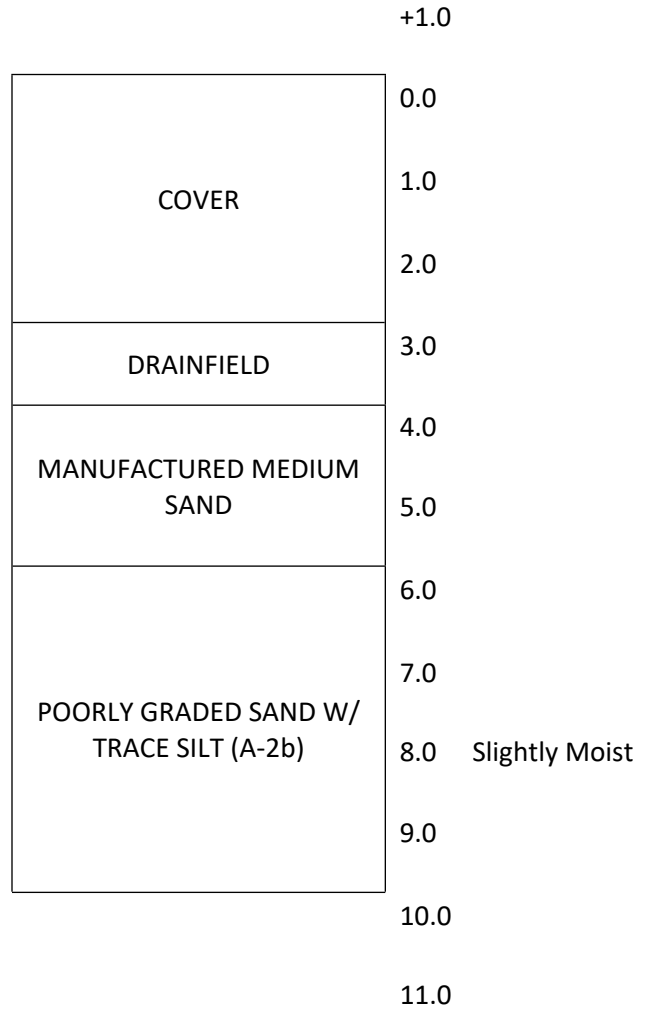 +1.0
0.0
COVER
1.0
2.0
DRAINFIELD
3.0
4.0
MANUFACTURED MEDIUM
SAND
5.0
6.0
7.0
POORLY GRADED SAND W/
TRACE SILT (A-2b)
8.0 Slightly Moist
9.0
10.0
11.0